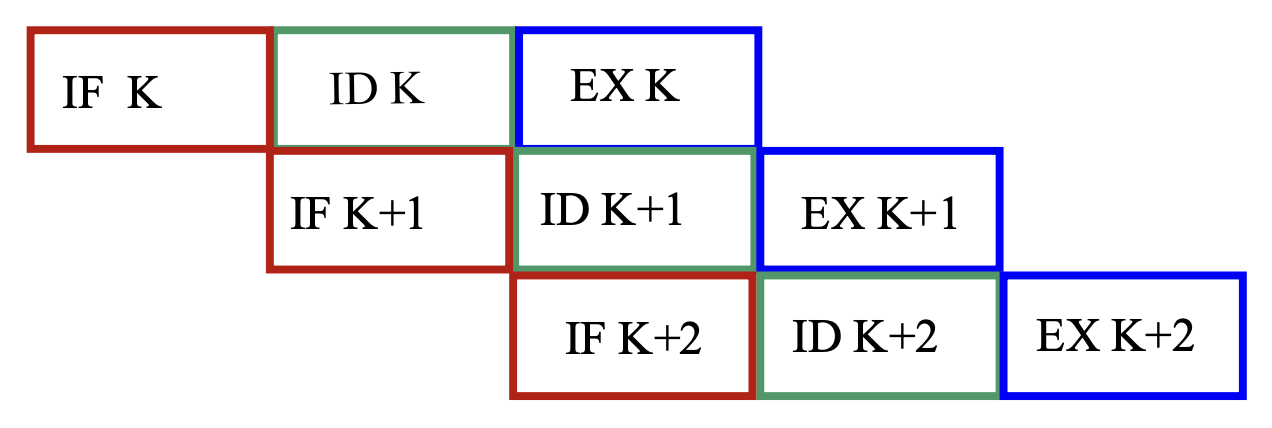 IF K
ID K
EX K
IF K+1
ID K+1
EX K+1
IF K+2
ID K+2
EX K+2